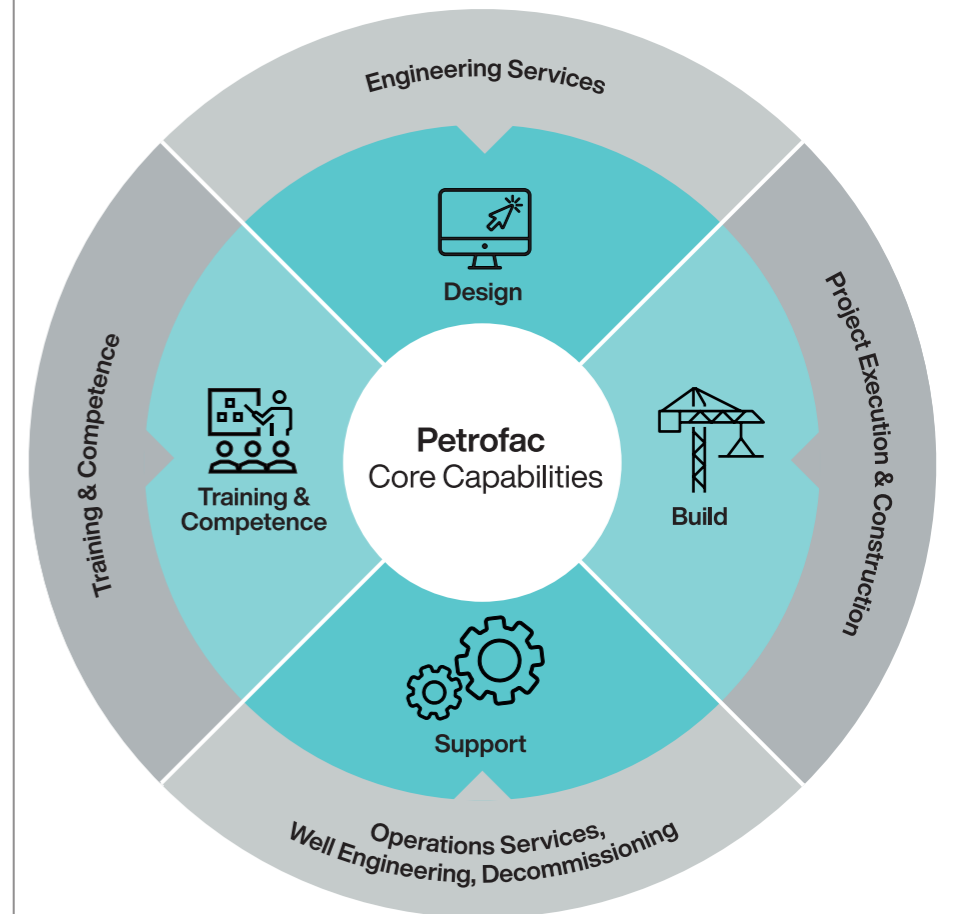 Engineering Services
Design
Project Execution & Construction
Build
Petrofac
Core Capabilities
Training & Competence
Training &
Competence
Support
Operations Services,
Well Engineering, Decommissioning